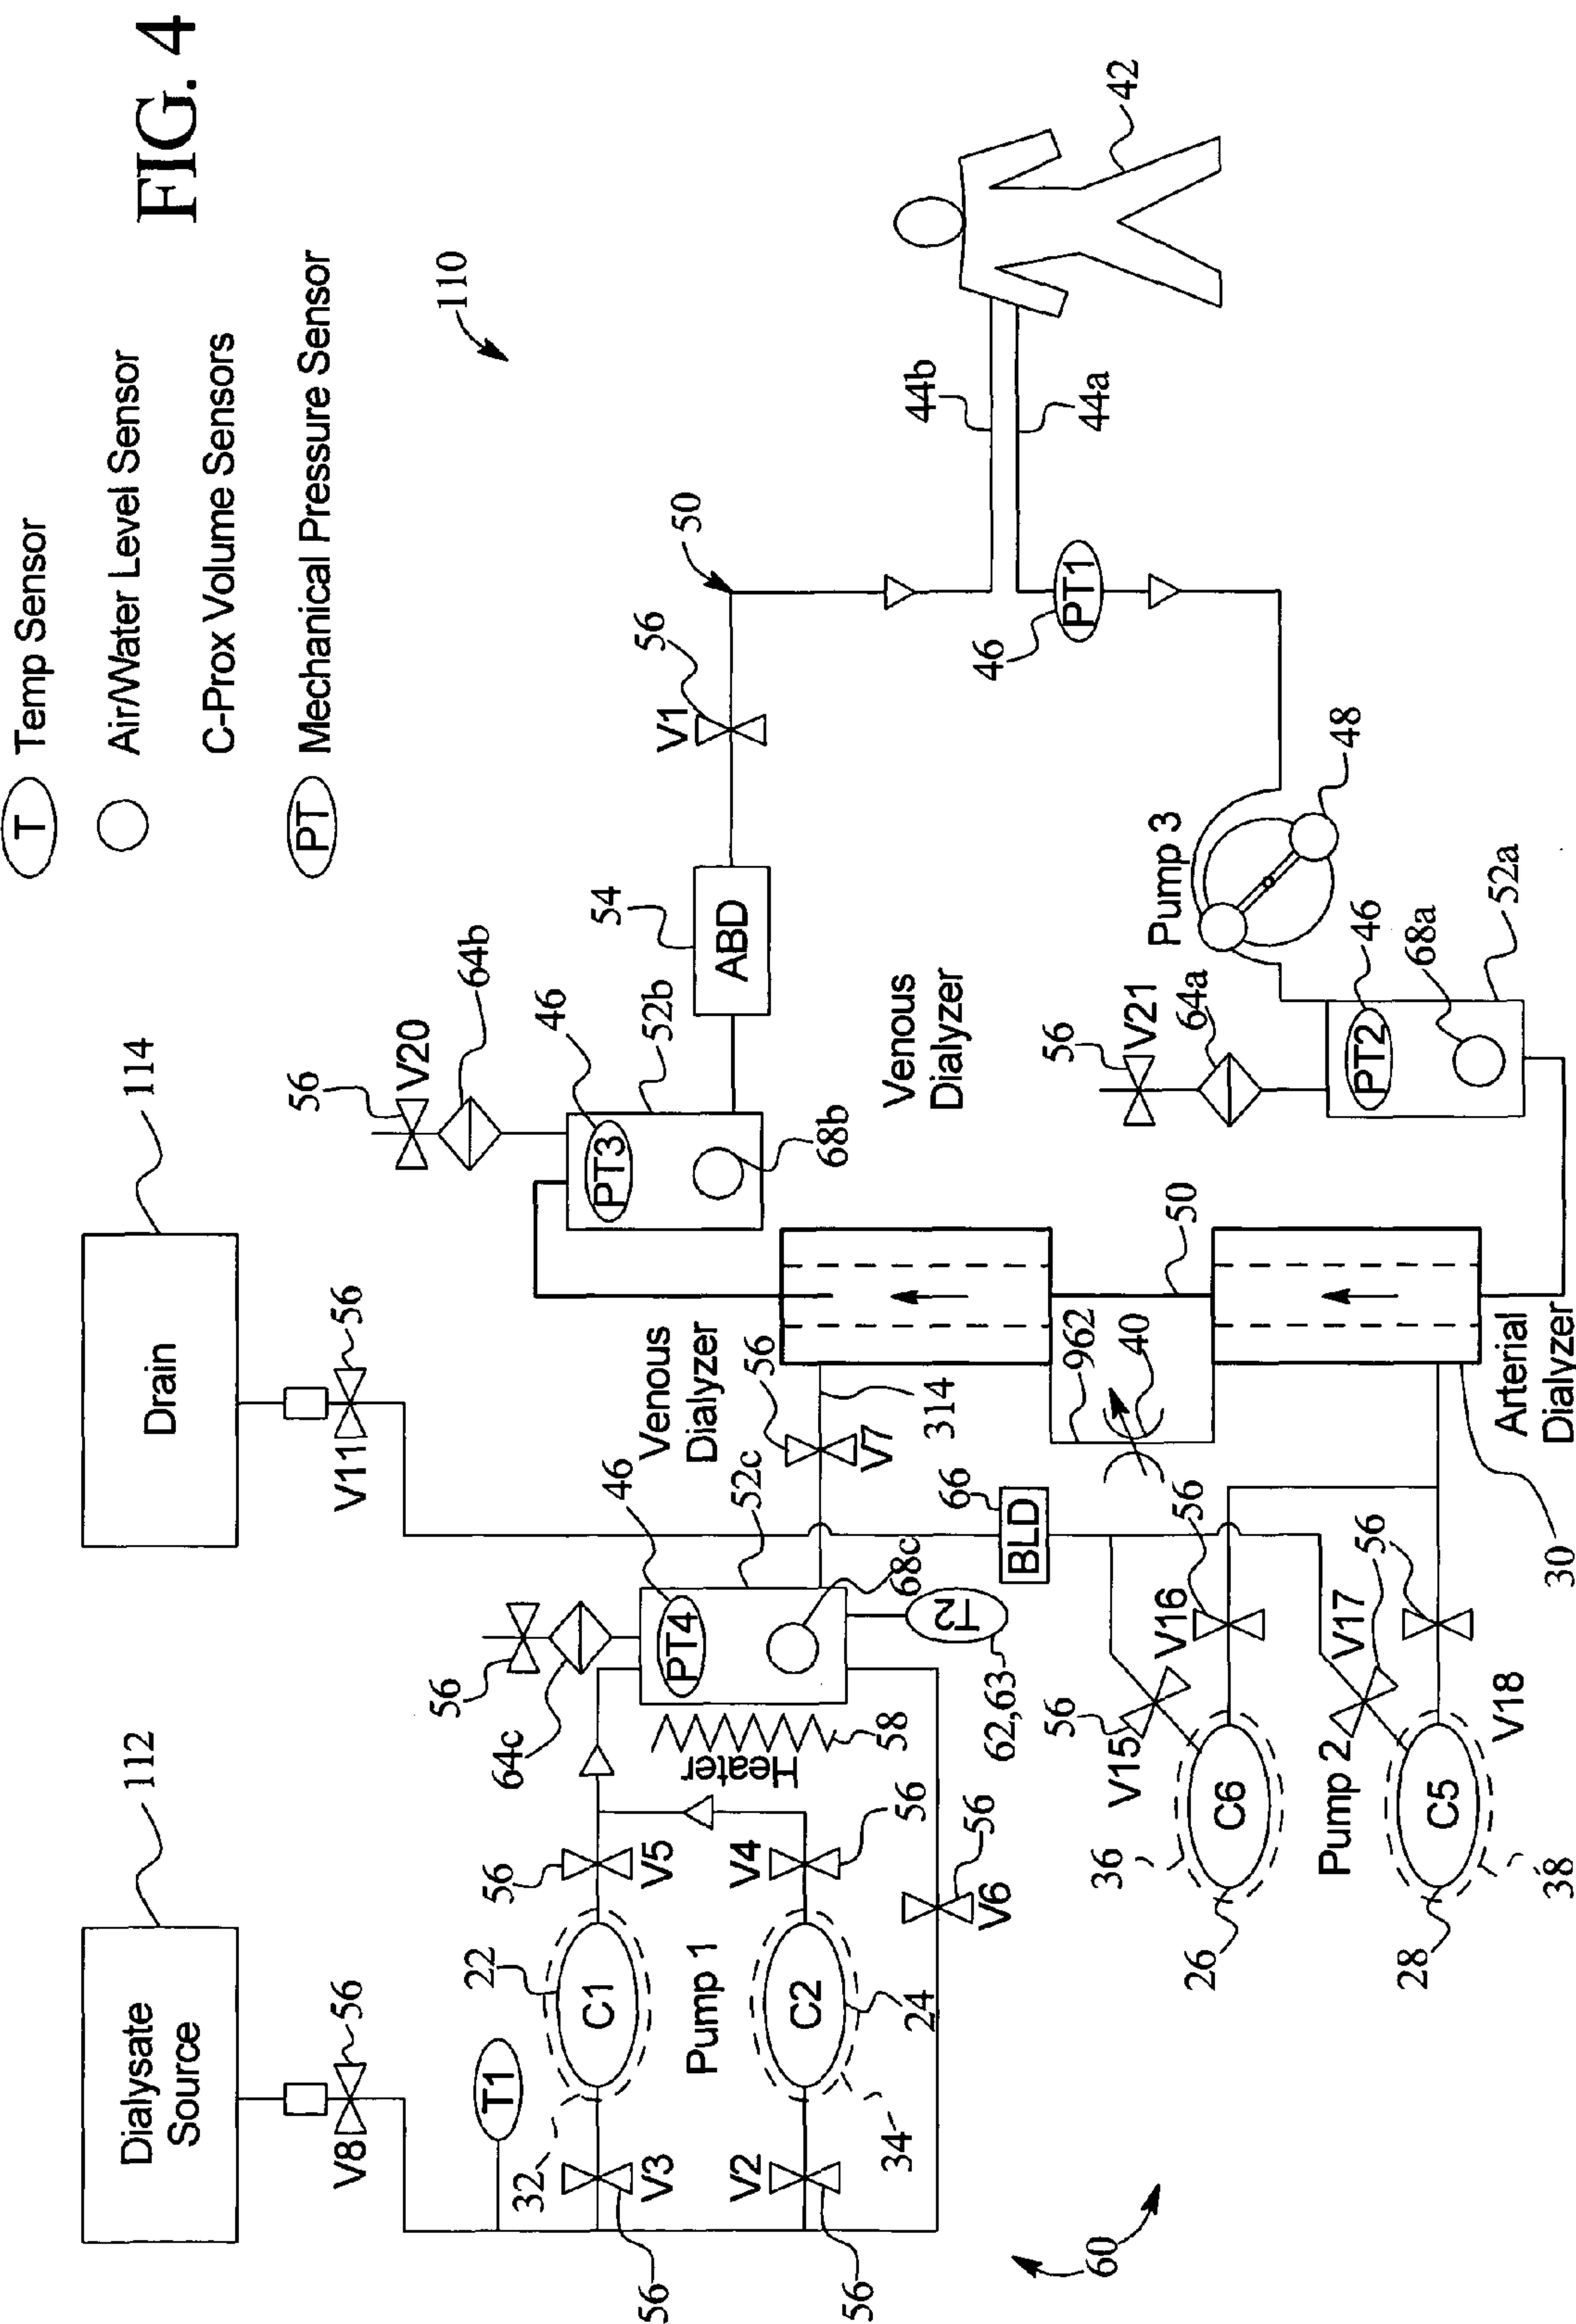 FIG. 4
T Temp Sensor
Air/Water Level Sensor
C-Prox Volume Sensors
PT Mechanical Pressure Sensor
110
112
Dialysate
Source
V8
56
114
Drain
V11
56
T1
32
22
C1
V3
56
56
V5
Pump 1
V2
56
C2
34
24
V4
56
V6
56
60
64c
56
46
PT4
52c
68c
Heater
58
T2
62,63
Venous
Dialyzer
56
V7
314
66
BLD
56
V20
64b
46
PT3
52b
68b
54
ABD
V1
56
50
44b
44a
42
46
PT1
Pump 3
48
Venous
Dialyzer
56
V21
64a
46
PT2
68a
52a
962
40
50
Arterial
Dialyzer
30
56
V15
V16
56
36
C6
26
Pump 2
V17
56
C5
V18
28
38